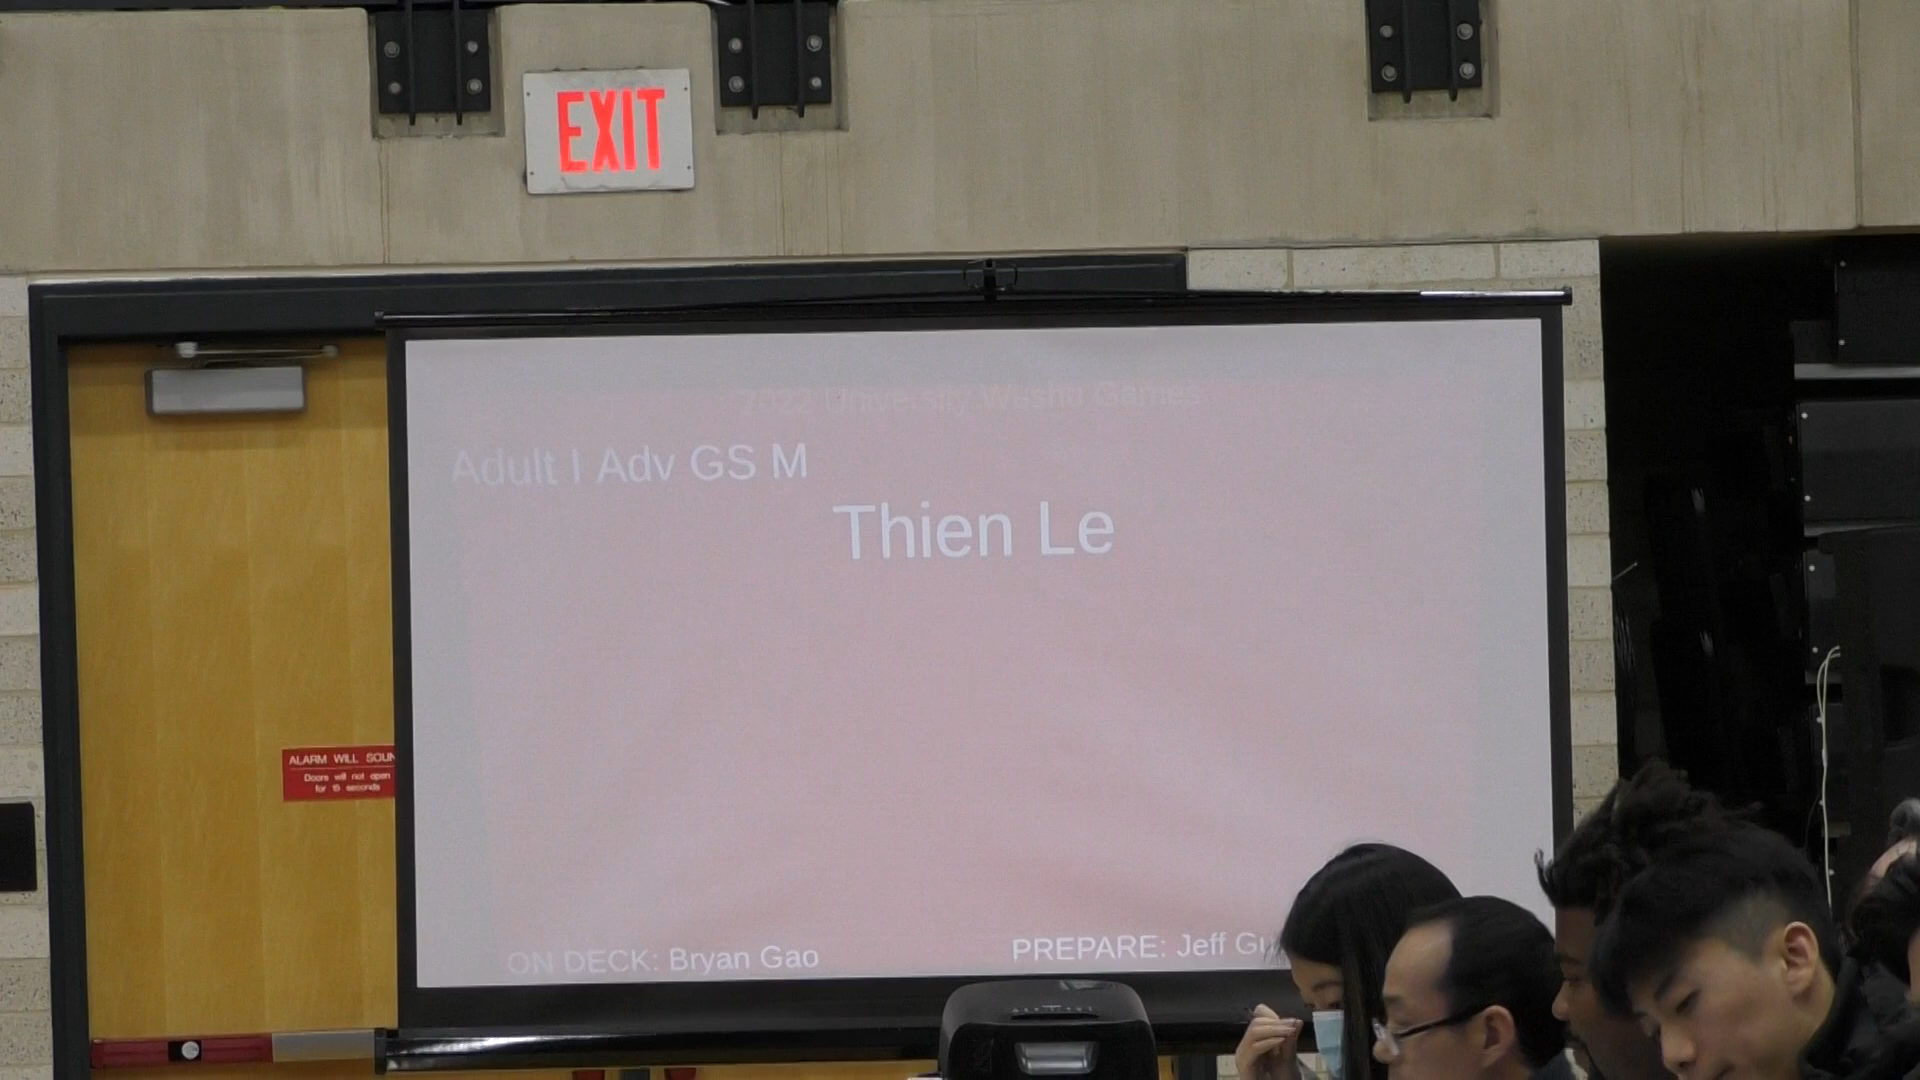 EXIT
2022 University Wushu Games
Adult I Adv GS M
Thien Le
ALARM WILL
Doors will not open
for 15 seconds
ON DECK: Bryan Gao
PREPARE: Jeff